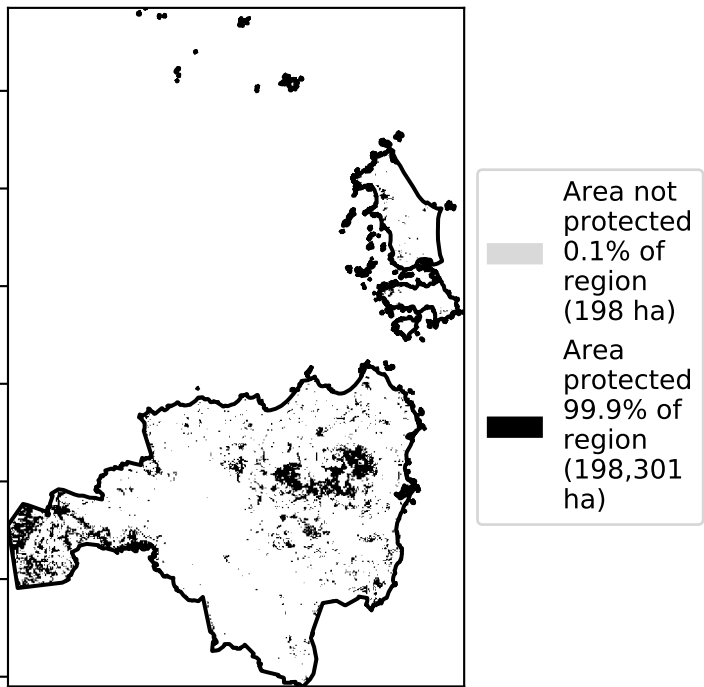 Area not
protected
0.1% of
region
(198 ha)
Area
protected
99.9% of
region
(198,301
ha)